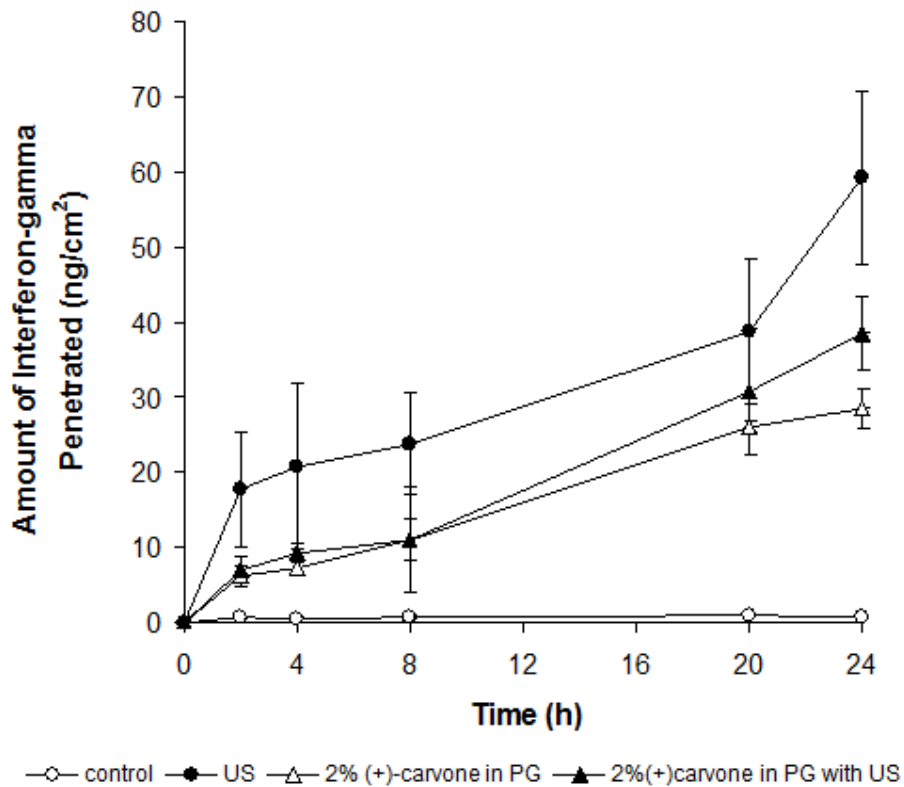 80
70
60
50
40
30
20
10
0
Amount of Interferon-gamma
Penetrated (ng/cm²)
0 4 8 12 16 20 24
Time (h)
control US 2% (+)-carvone in PG 2%(+)carvone in PG with US